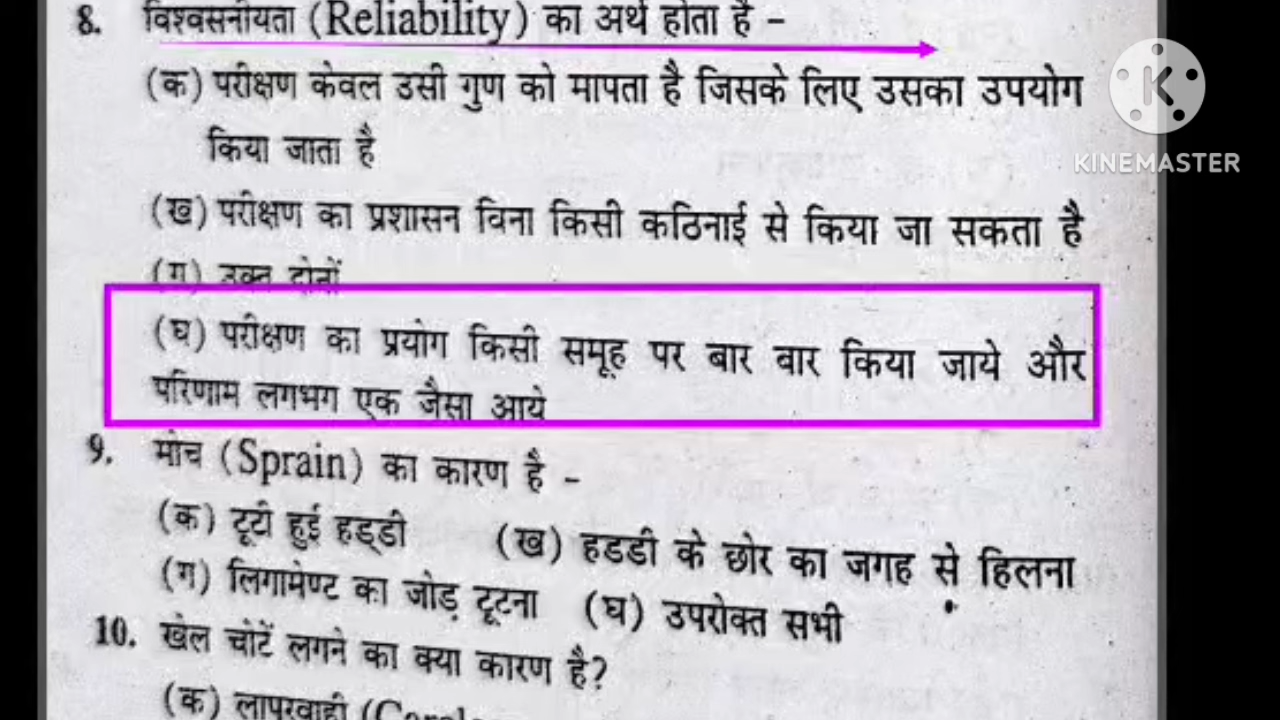 8. विश्वसनीयता (Reliability) का अर्थ होता है –
(क) परीक्षण केवल उसी गुण को मापता है जिसके लिए उसका उपयोग
किया जाता है
K
KINEMASTER
(ख) परीक्षण का प्रशासन विना किसी कठिनाई से किया जा सकता है
(ग) उक्त दोनों
(घ) परीक्षण का प्रयोग किसी समूह पर बार वार किया जाये और
परिणाम लगभग एक जैसा आये
9. मोच (Sprain) का कारण है –
(क) टूटी हुई हड्डी (ख) हडडी के छोर का जगह से हिलना
(ग) लिगामेण्ट का जोड़ टूटना (घ) उपरोक्त सभी
10. खेल चोटें लगने का क्या कारण है?
(क) लापरवाही